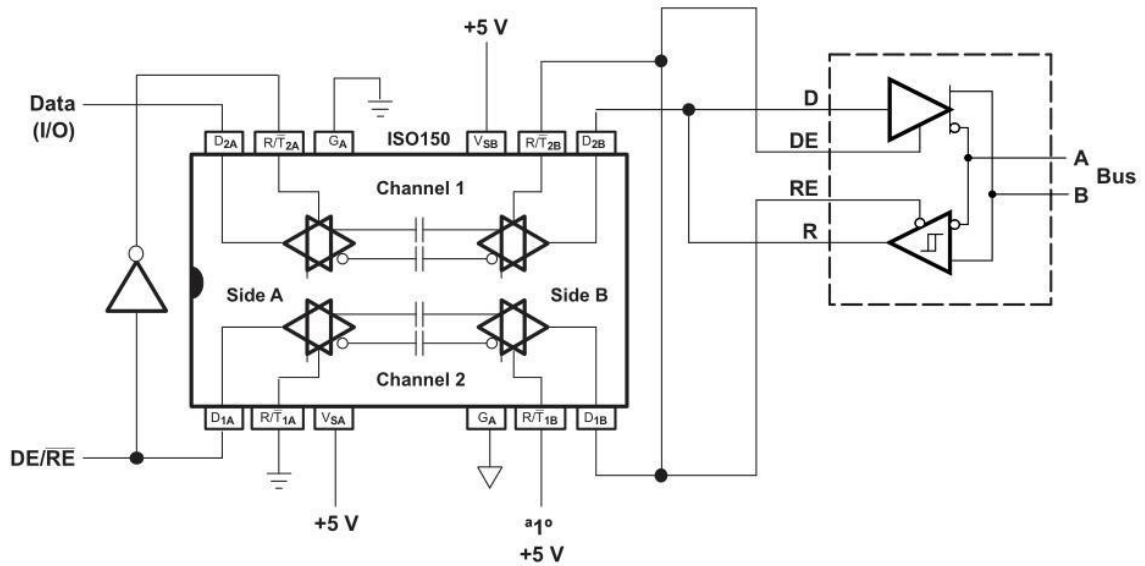 +5 V
Data
(I/O)
D2A
R/T̅2A
GA
ISO150
VSB
R/T̅2B
D2B
D
DE
RE
R
A
B
Bus
Channel 1
Side A
Side B
Channel 2
D1A
R/T̅1A
VSA
GA
R/T̅1B
D1B
DE/R̅E̅
+5 V
ª1º
+5 V